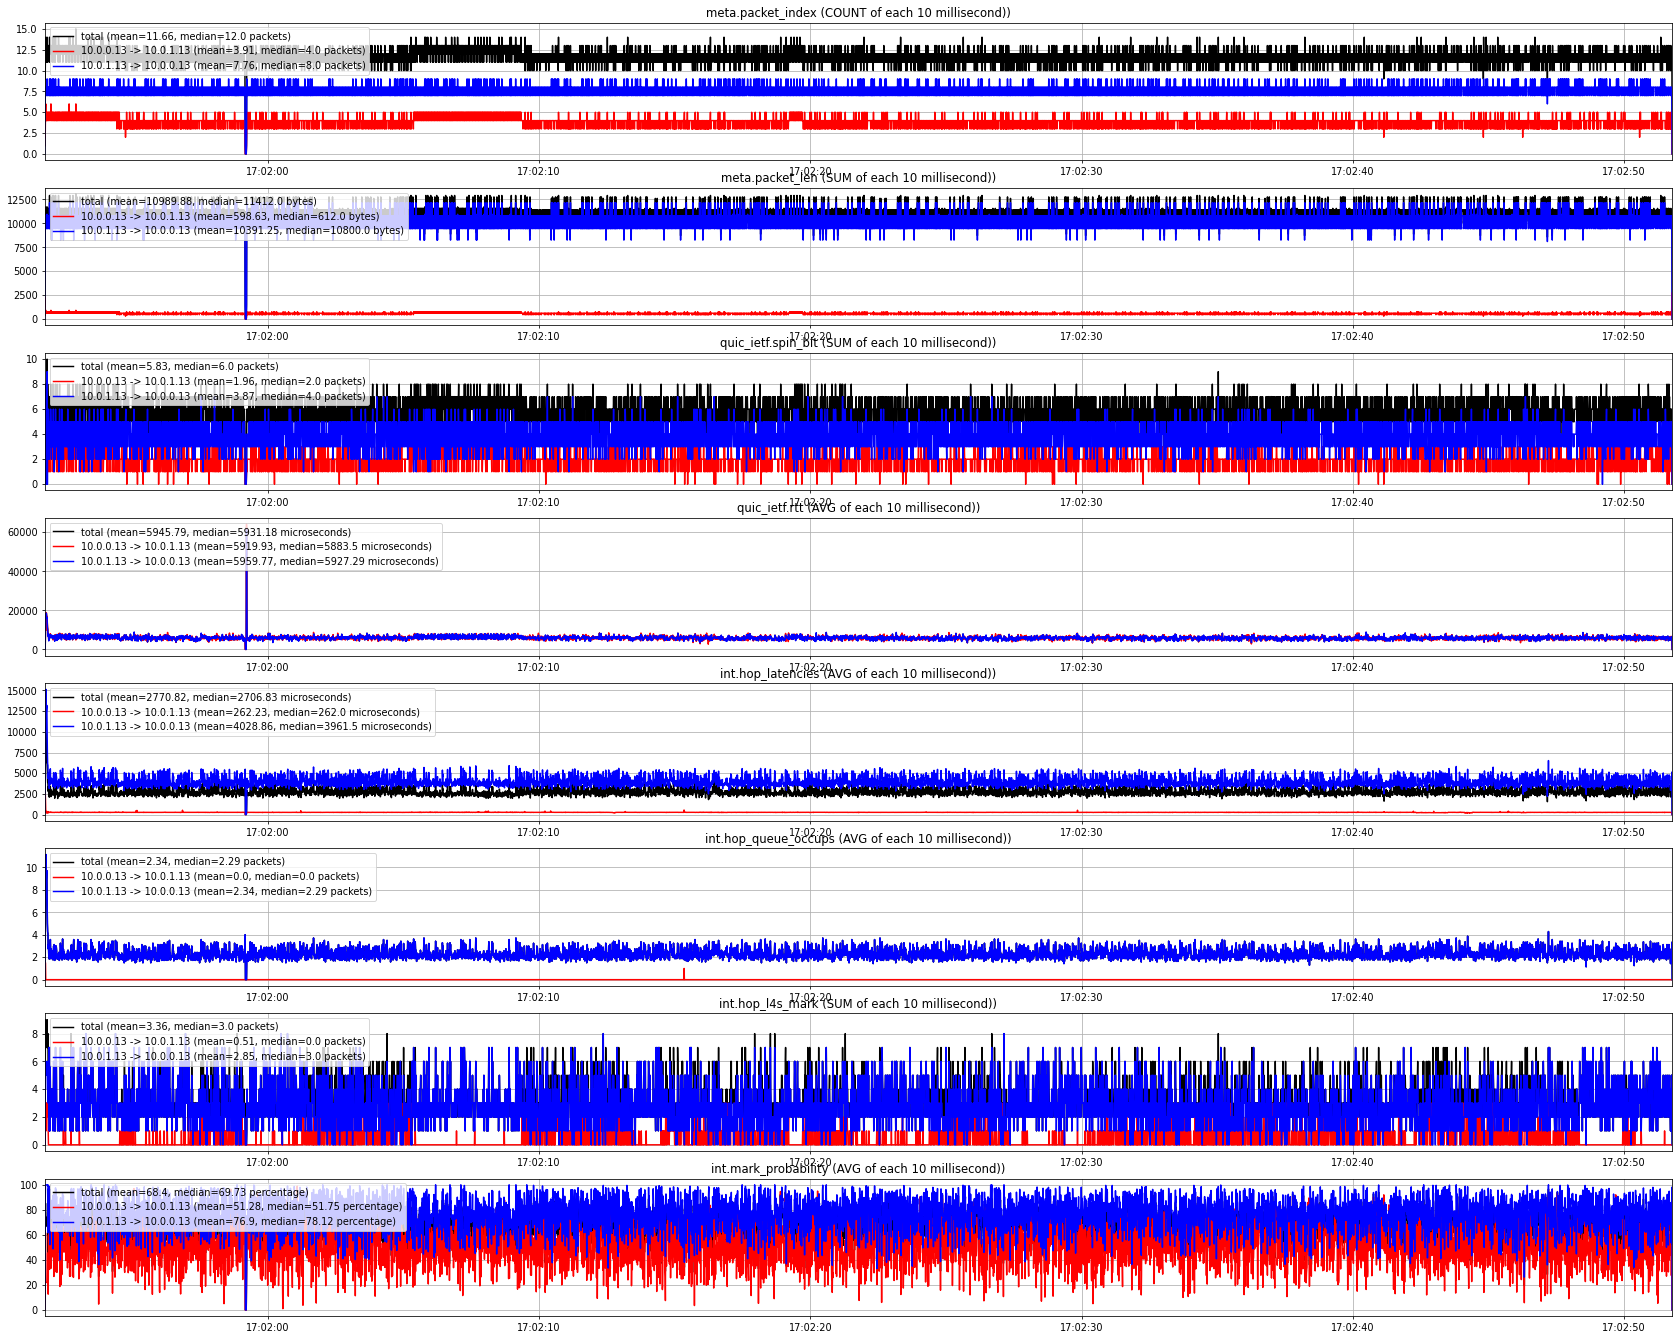 meta.packet_index (COUNT of each 10 millisecond))
15.0
12.5
10.0
7.5
5.0
2.5
0.0
total (mean=11.66, median=12.0 packets)
10.0.0.13 -> 10.0.1.13 (mean=3.91, median=4.0 packets)
10.0.1.13 -> 10.0.0.13 (mean=7.76, median=8.0 packets)
17:02:00 17:02:10 17:02:20 17:02:30 17:02:40 17:02:50
meta.packet_len (SUM of each 10 millisecond))
12500
10000
7500
5000
2500
0
total (mean=10989.88, median=11412.0 bytes)
10.0.0.13 -> 10.0.1.13 (mean=598.63, median=612.0 bytes)
10.0.1.13 -> 10.0.0.13 (mean=10391.25, median=10800.0 bytes)
17:02:00 17:02:10 17:02:20 17:02:30 17:02:40 17:02:50
quic_ietf.spin_bit (SUM of each 10 millisecond))
10
8
6
4
2
0
total (mean=5.83, median=6.0 packets)
10.0.0.13 -> 10.0.1.13 (mean=1.96, median=2.0 packets)
10.0.1.13 -> 10.0.0.13 (mean=3.87, median=4.0 packets)
17:02:00 17:02:10 17:02:20 17:02:30 17:02:40 17:02:50
quic_ietf.rtt (AVG of each 10 millisecond))
60000
40000
20000
0
total (mean=5945.79, median=5931.18 microseconds)
10.0.0.13 -> 10.0.1.13 (mean=5919.93, median=5883.5 microseconds)
10.0.1.13 -> 10.0.0.13 (mean=5959.77, median=5927.29 microseconds)
17:02:00 17:02:10 17:02:20 17:02:30 17:02:40 17:02:50
int.hop_latencies (AVG of each 10 millisecond))
15000
12500
10000
7500
5000
2500
0
total (mean=2770.82, median=2706.83 microseconds)
10.0.0.13 -> 10.0.1.13 (mean=262.23, median=262.0 microseconds)
10.0.1.13 -> 10.0.0.13 (mean=4028.86, median=3961.5 microseconds)
17:02:00 17:02:10 17:02:20 17:02:30 17:02:40 17:02:50
int.hop_queue_occups (AVG of each 10 millisecond))
10
8
6
4
2
0
total (mean=2.34, median=2.29 packets)
10.0.0.13 -> 10.0.1.13 (mean=0.0, median=0.0 packets)
10.0.1.13 -> 10.0.0.13 (mean=2.34, median=2.29 packets)
17:02:00 17:02:10 17:02:20 17:02:30 17:02:40 17:02:50
int.hop_l4s_mark (SUM of each 10 millisecond))
8
6
4
2
0
total (mean=3.36, median=3.0 packets)
10.0.0.13 -> 10.0.1.13 (mean=0.51, median=0.0 packets)
10.0.1.13 -> 10.0.0.13 (mean=2.85, median=3.0 packets)
17:02:00 17:02:10 17:02:20 17:02:30 17:02:40 17:02:50
int.mark_probability (AVG of each 10 millisecond))
100
80
60
40
20
0
total (mean=68.4, median=69.73 percentage)
10.0.0.13 -> 10.0.1.13 (mean=51.28, median=51.75 percentage)
10.0.1.13 -> 10.0.0.13 (mean=76.9, median=78.12 percentage)
17:02:00 17:02:10 17:02:20 17:02:30 17:02:40 17:02:50